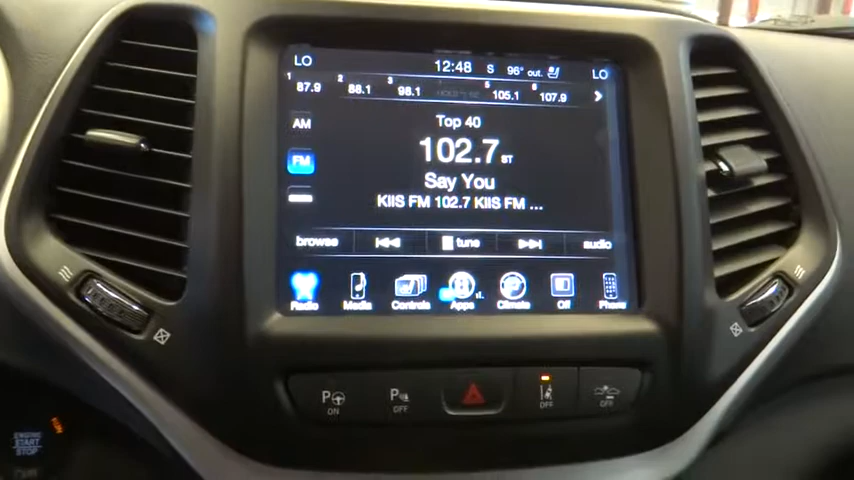 LO 12:48 S 96° out. LO
1 87.9 2 88.1 3 98.1 5 105.1 6 107.9
AM
Top 40
102.7 ST
FM
Say You
KIIS FM 102.7 KIIS FM ...
browse tune audio
Radio Media Controls Apps Climate Off Phone
P ON P OFF OFF OFF
ENGINE
START
STOP
RUN